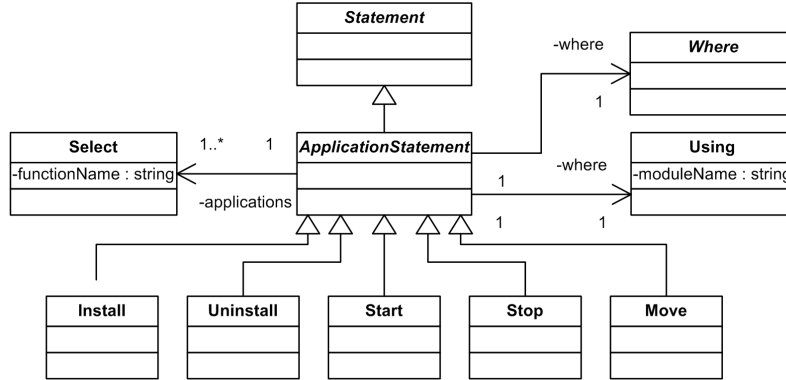 Statement
-where
Where
1
Select
1..*
1
ApplicationStatement
Using
-functionName : string
-where
-moduleName : string
1
-applications
1
1
Install
Uninstall
Start
Stop
Move